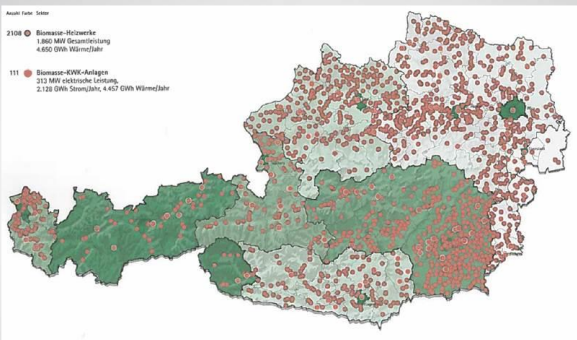 Anzahl Farbe Sektor
2108 Biomasse-Heizwerke
1.860 MW Gesamtleistung
4.650 GWh Wärme/Jahr
111 Biomasse-KWK-Anlagen
313 MW elektrische Leistung,
2.128 GWh Strom/Jahr, 4.457 GWh Wärme/Jahr